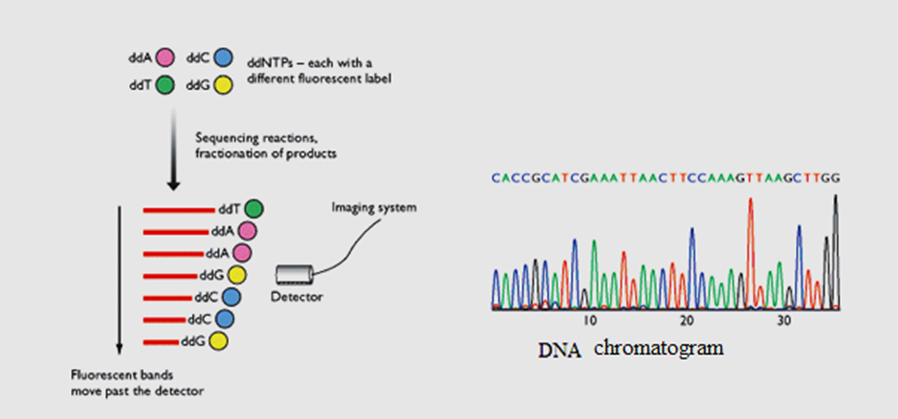 ddA ddC
ddT ddG
ddNTPs – each with a
different fluorescent label
Sequencing reactions,
fractionation of products
ddT
ddA
ddA
ddG
ddC
ddC
ddG
Imaging system
Detector
Fluorescent bands
move past the detector
CACCGCATCGAAATTAACTTCCAAAGTTAAGCTTGG
10 20 30
DNA chromatogram